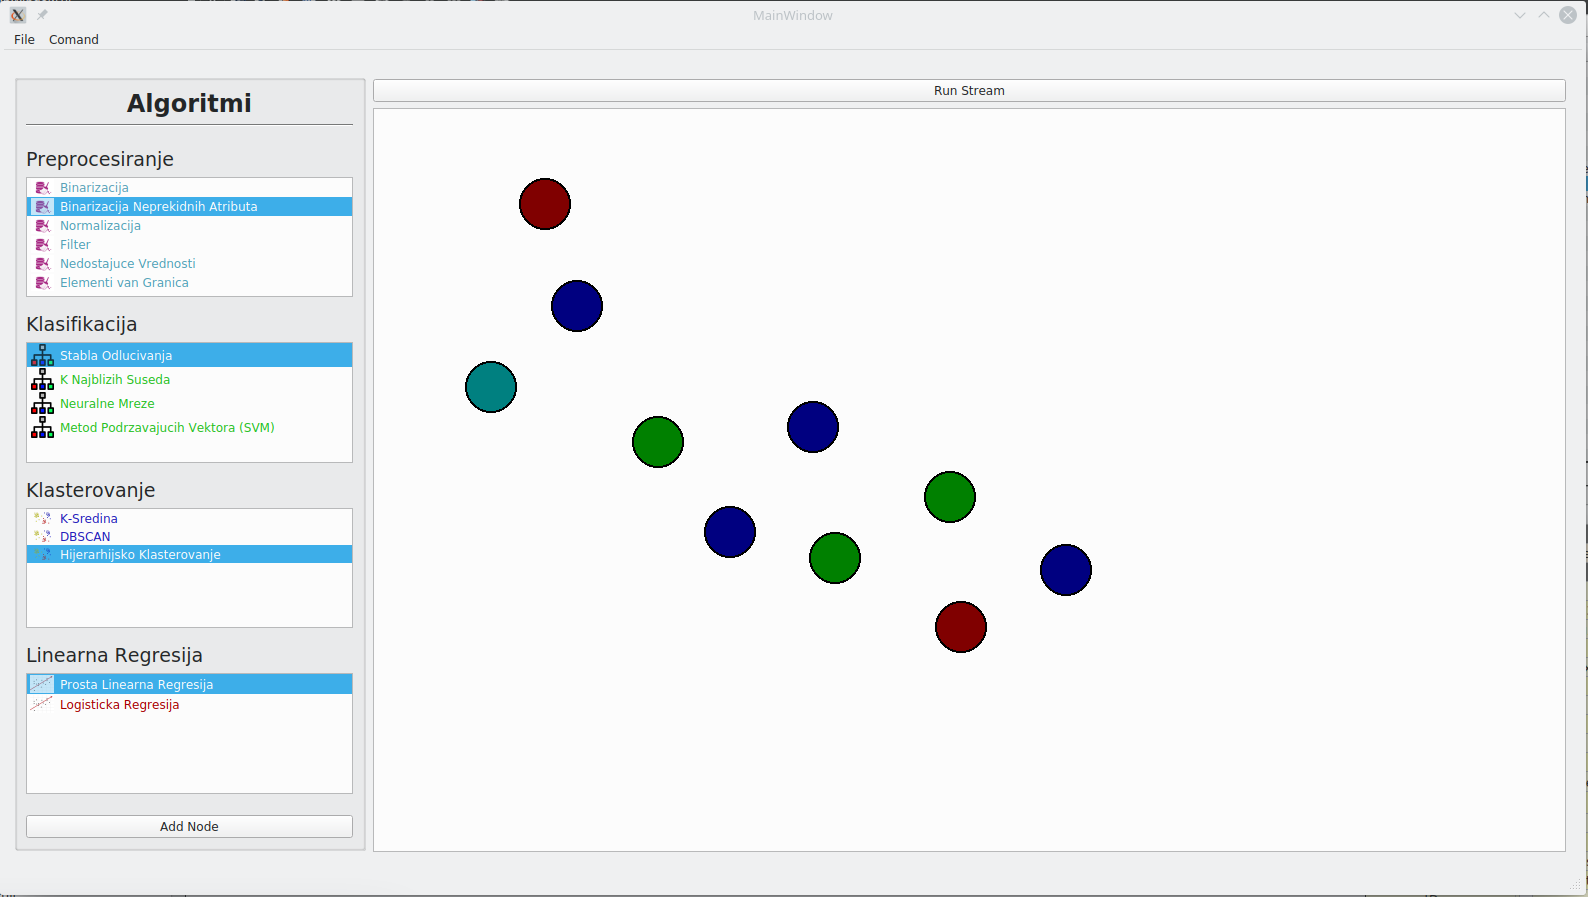 MainWindow
File Comand
Algoritmi
Run Stream
Preprocesiranje
Binarizacija
Binarizacija Neprekidnih Atributa
Normalizacija
Filter
Nedostajuce Vrednosti
Elementi van Granica
Klasifikacija
Stabla Odlucivanja
K Najblizih Suseda
Neuralne Mreze
Metod Podrzavajucih Vektora (SVM)
Klasterovanje
K-Sredina
DBSCAN
Hijerarhijsko Klasterovanje
Linearna Regresija
Prosta Linearna Regresija
Logisticka Regresija
Add Node